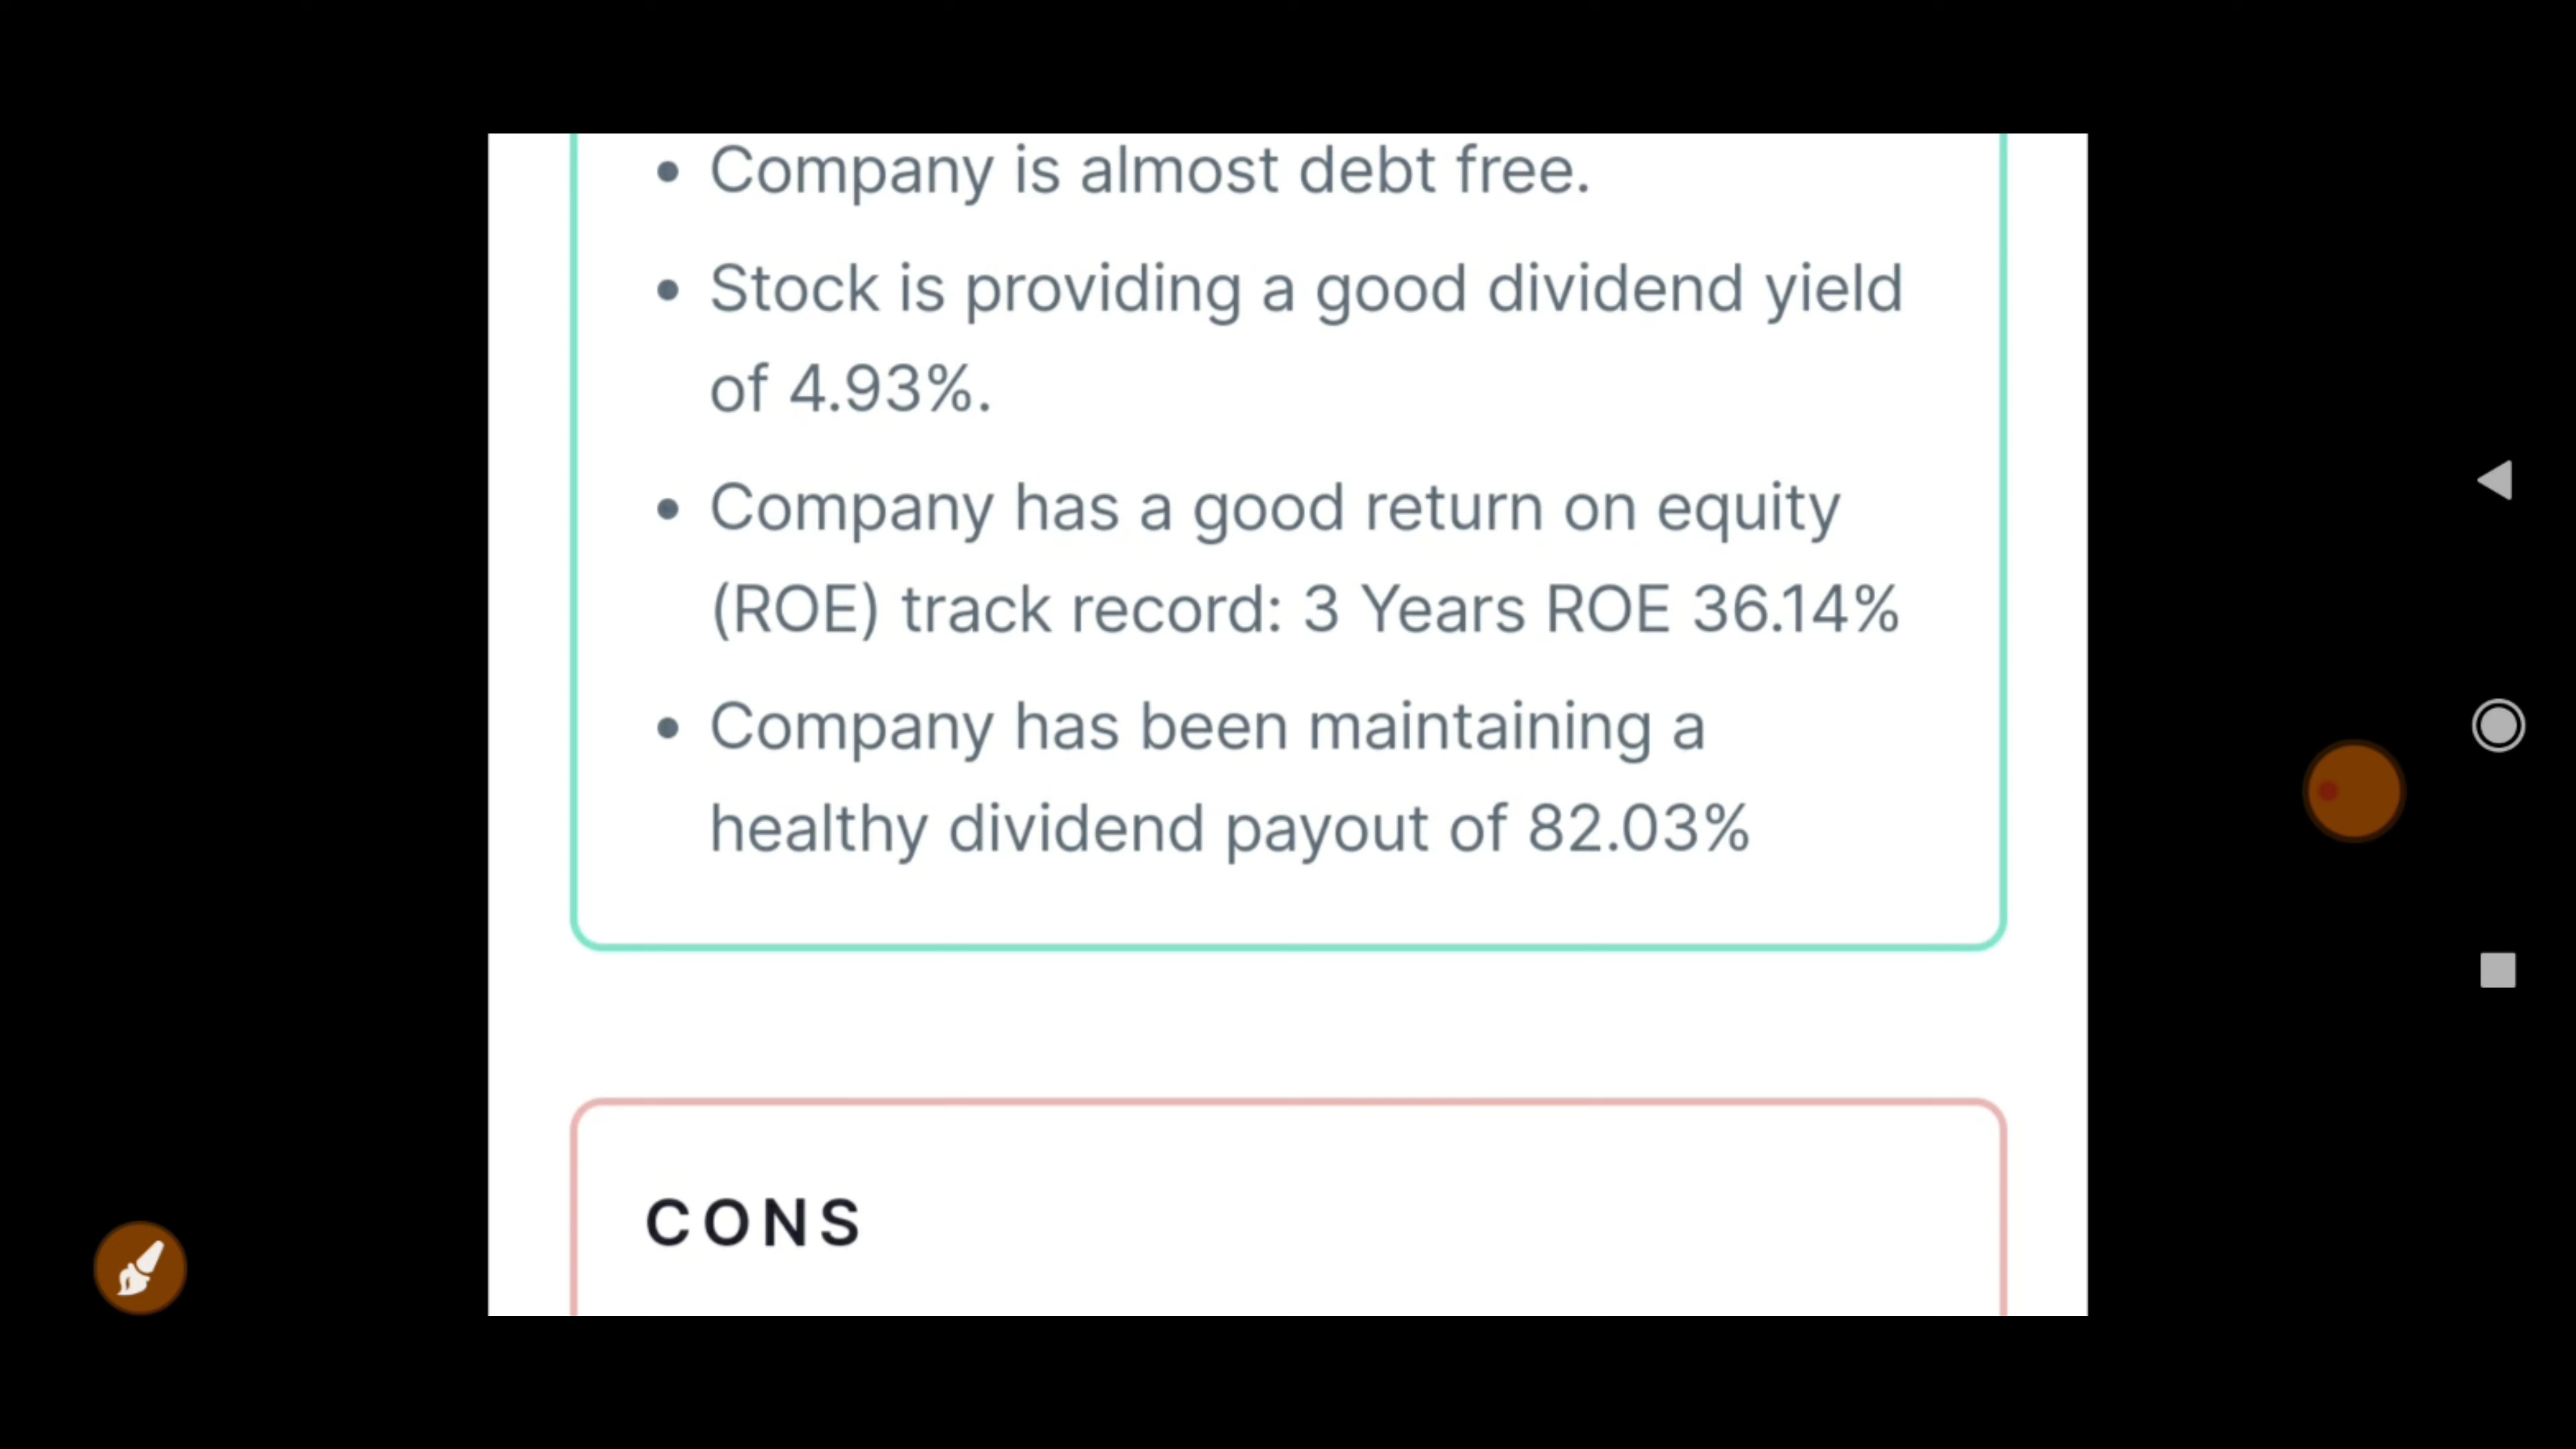 • Company is almost debt free.
• Stock is providing a good dividend yield
of 4.93%.
• Company has a good return on equity
(ROE) track record: 3 Years ROE 36.14%
• Company has been maintaining a
healthy dividend payout of 82.03%
CONS